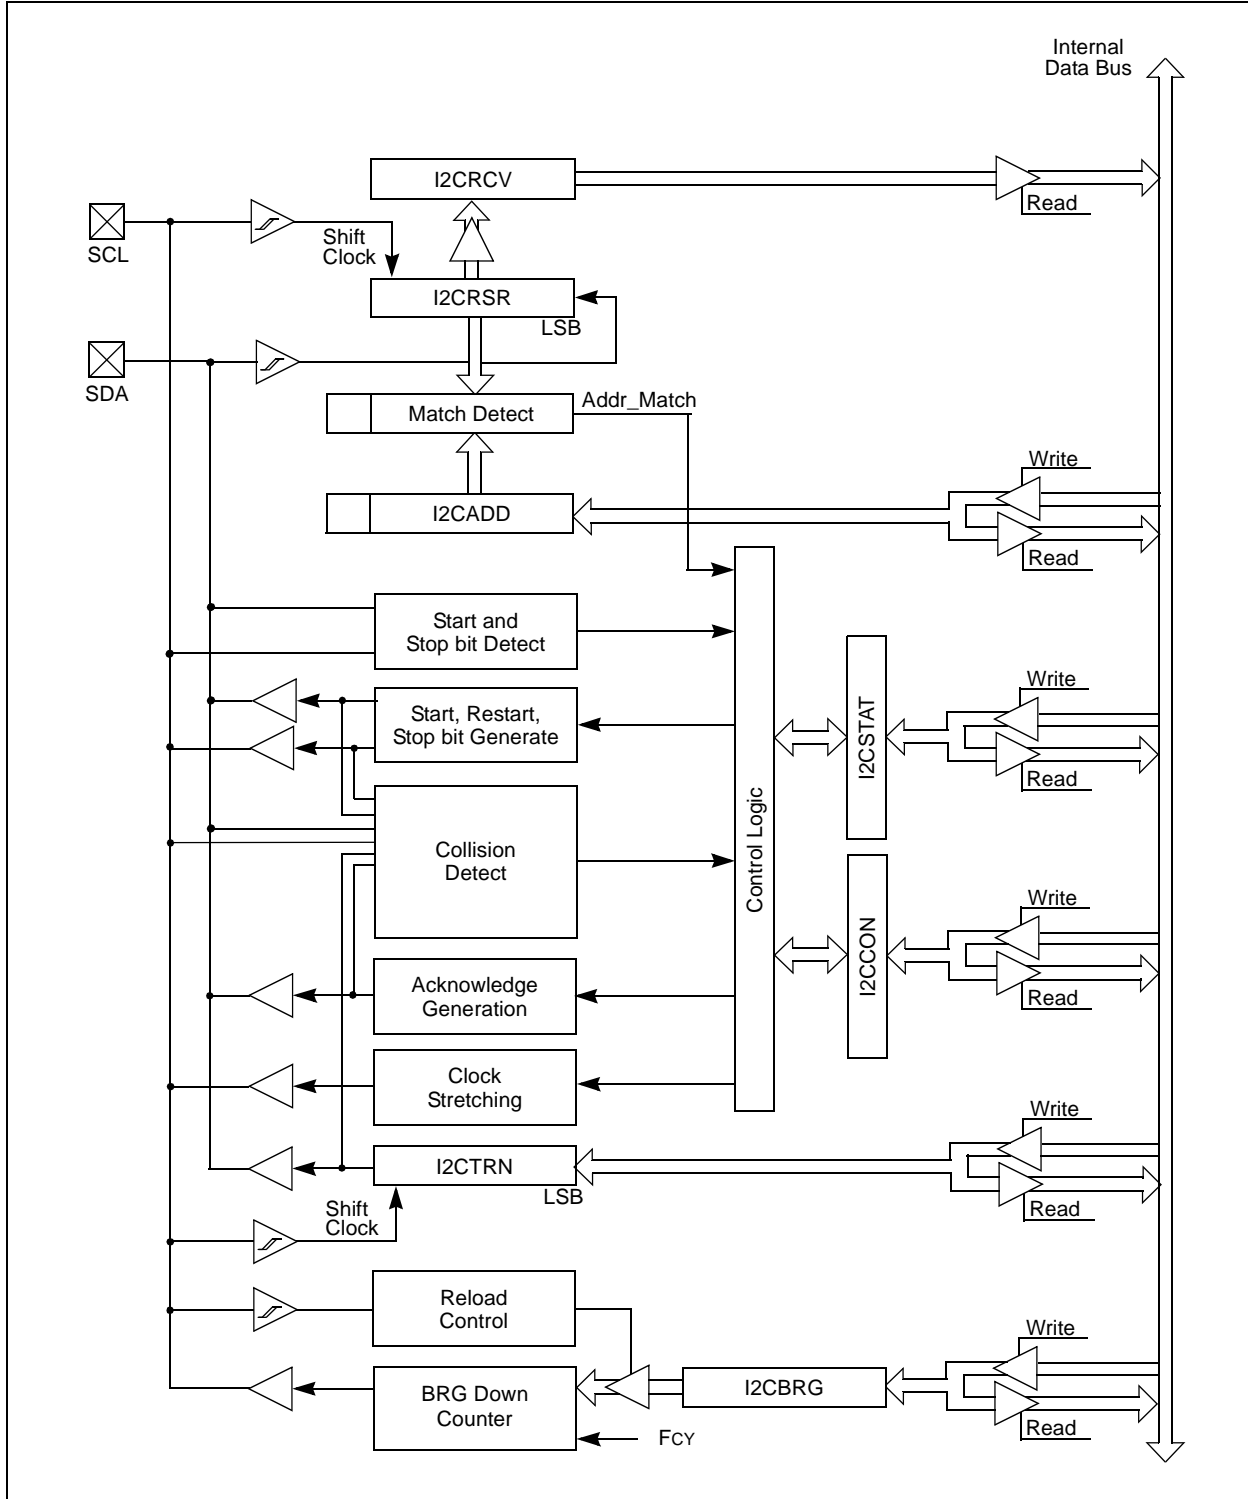 Internal
Data Bus
I2CRCV
Read
SCL
Shift
Clock
I2CRSR
LSB
SDA
Match Detect
Addr_Match
Write
I2CADD
Read
Start and
Stop bit Detect
Write
Start, Restart,
Stop bit Generate
I2CSTAT
Read
Control Logic
Collision
Detect
Write
I2CCON
Read
Acknowledge
Generation
Clock
Stretching
Write
I2CTRN
LSB
Read
Shift
Clock
Reload
Control
Write
I2CBRG
BRG Down
Counter
Read
FCY